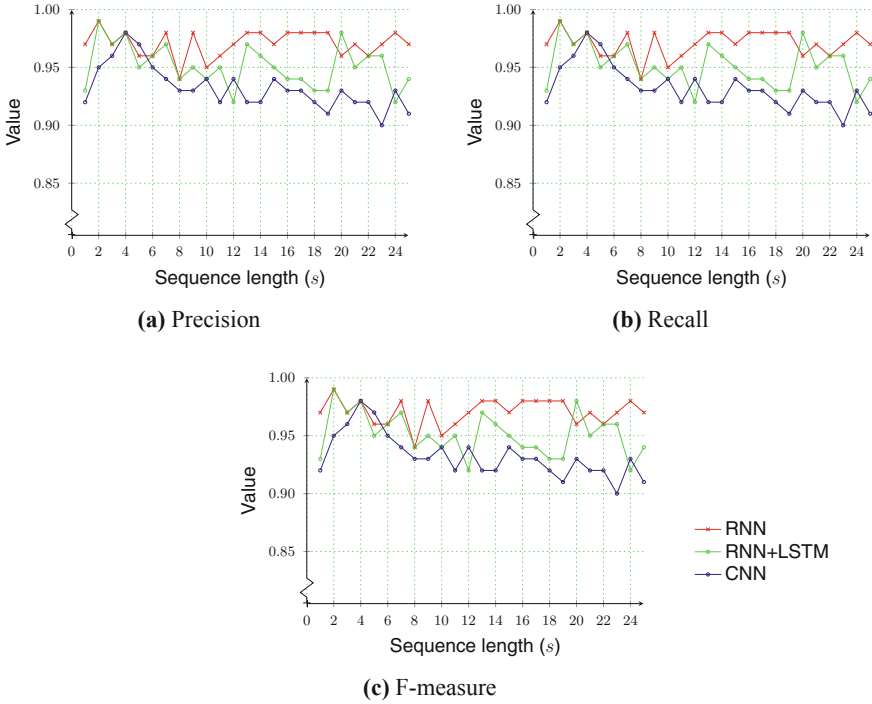 1.00
0.95
0.90
0.85
Value
0 2 4 6 8 10 12 14 16 18 20 22 24
Sequence length (s)
(a) Precision
1.00
0.95
0.90
0.85
Value
0 2 4 6 8 10 12 14 16 18 20 22 24
Sequence length (s)
(b) Recall
1.00
0.95
0.90
0.85
Value
0 2 4 6 8 10 12 14 16 18 20 22 24
Sequence length (s)
RNN
RNN+LSTM
CNN
(c) F-measure